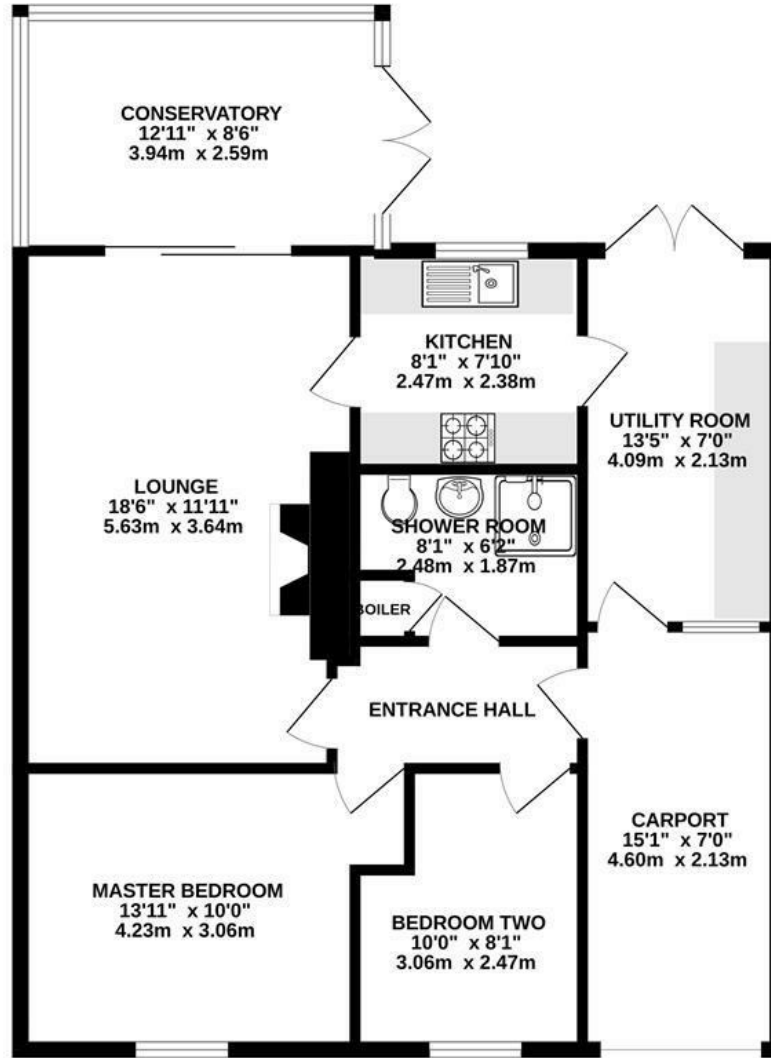 CONSERVATORY
12'11" x 8'6"
3.94m x 2.59m
KITCHEN
8'1" x 7'10"
2.47m x 2.38m
UTILITY ROOM
13'5" x 7'0"
4.09m x 2.13m
LOUNGE
18'6" x 11'11"
5.63m x 3.64m
SHOWER ROOM
8'1" x 6'2"
2.48m x 1.87m
BOILER
ENTRANCE HALL
CARPORT
15'1" x 7'0"
4.60m x 2.13m
MASTER BEDROOM
13'11" x 10'0"
4.23m x 3.06m
BEDROOM TWO
10'0" x 8'1"
3.06m x 2.47m